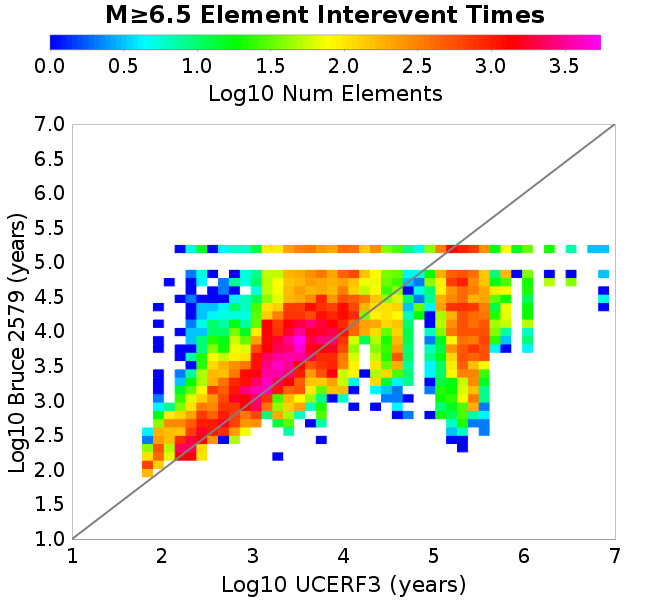 M≥6.5 Element Interevent Times
0.0 0.5 1.0 1.5 2.0 2.5 3.0 3.5
Log10 Num Elements
Log10 Bruce 2579 (years)
7.0
6.5
6.0
5.5
5.0
4.5
4.0
3.5
3.0
2.5
2.0
1.5
1.0
1 2 3 4 5 6 7
Log10 UCERF3 (years)